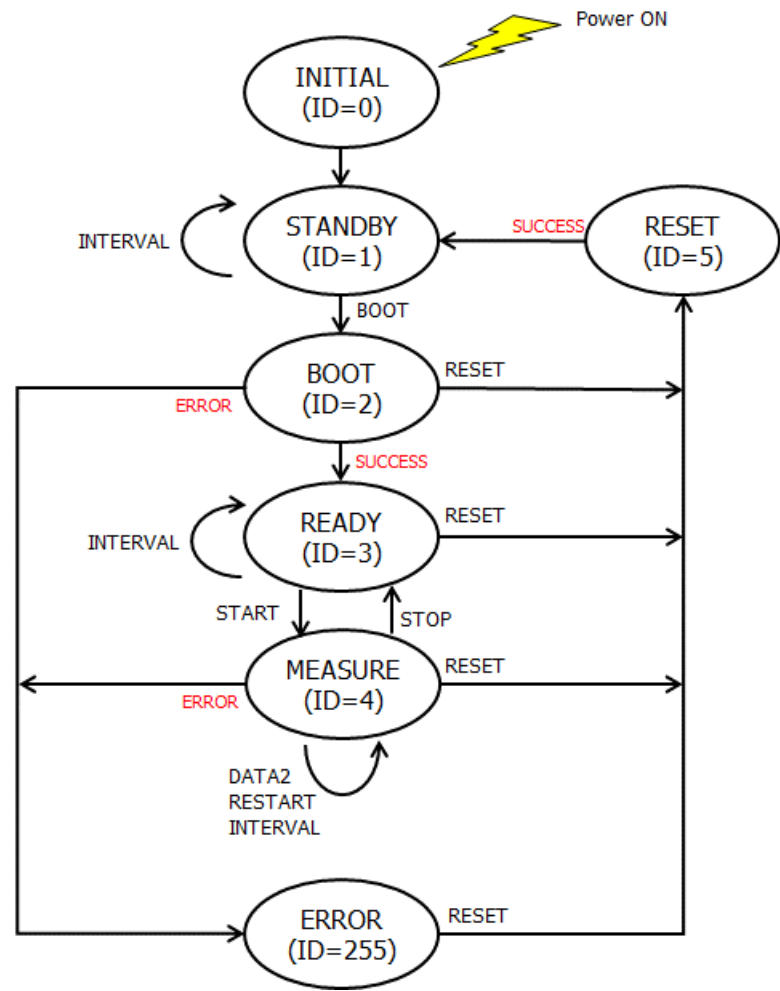 Power ON
INITIAL
(ID=0)
INTERVAL
STANDBY
(ID=1)
SUCCESS
RESET
(ID=5)
BOOT
BOOT
(ID=2)
RESET
ERROR
SUCCESS
INTERVAL
READY
(ID=3)
RESET
START
STOP
MEASURE
(ID=4)
RESET
ERROR
DATA2
RESTART
INTERVAL
ERROR
(ID=255)
RESET